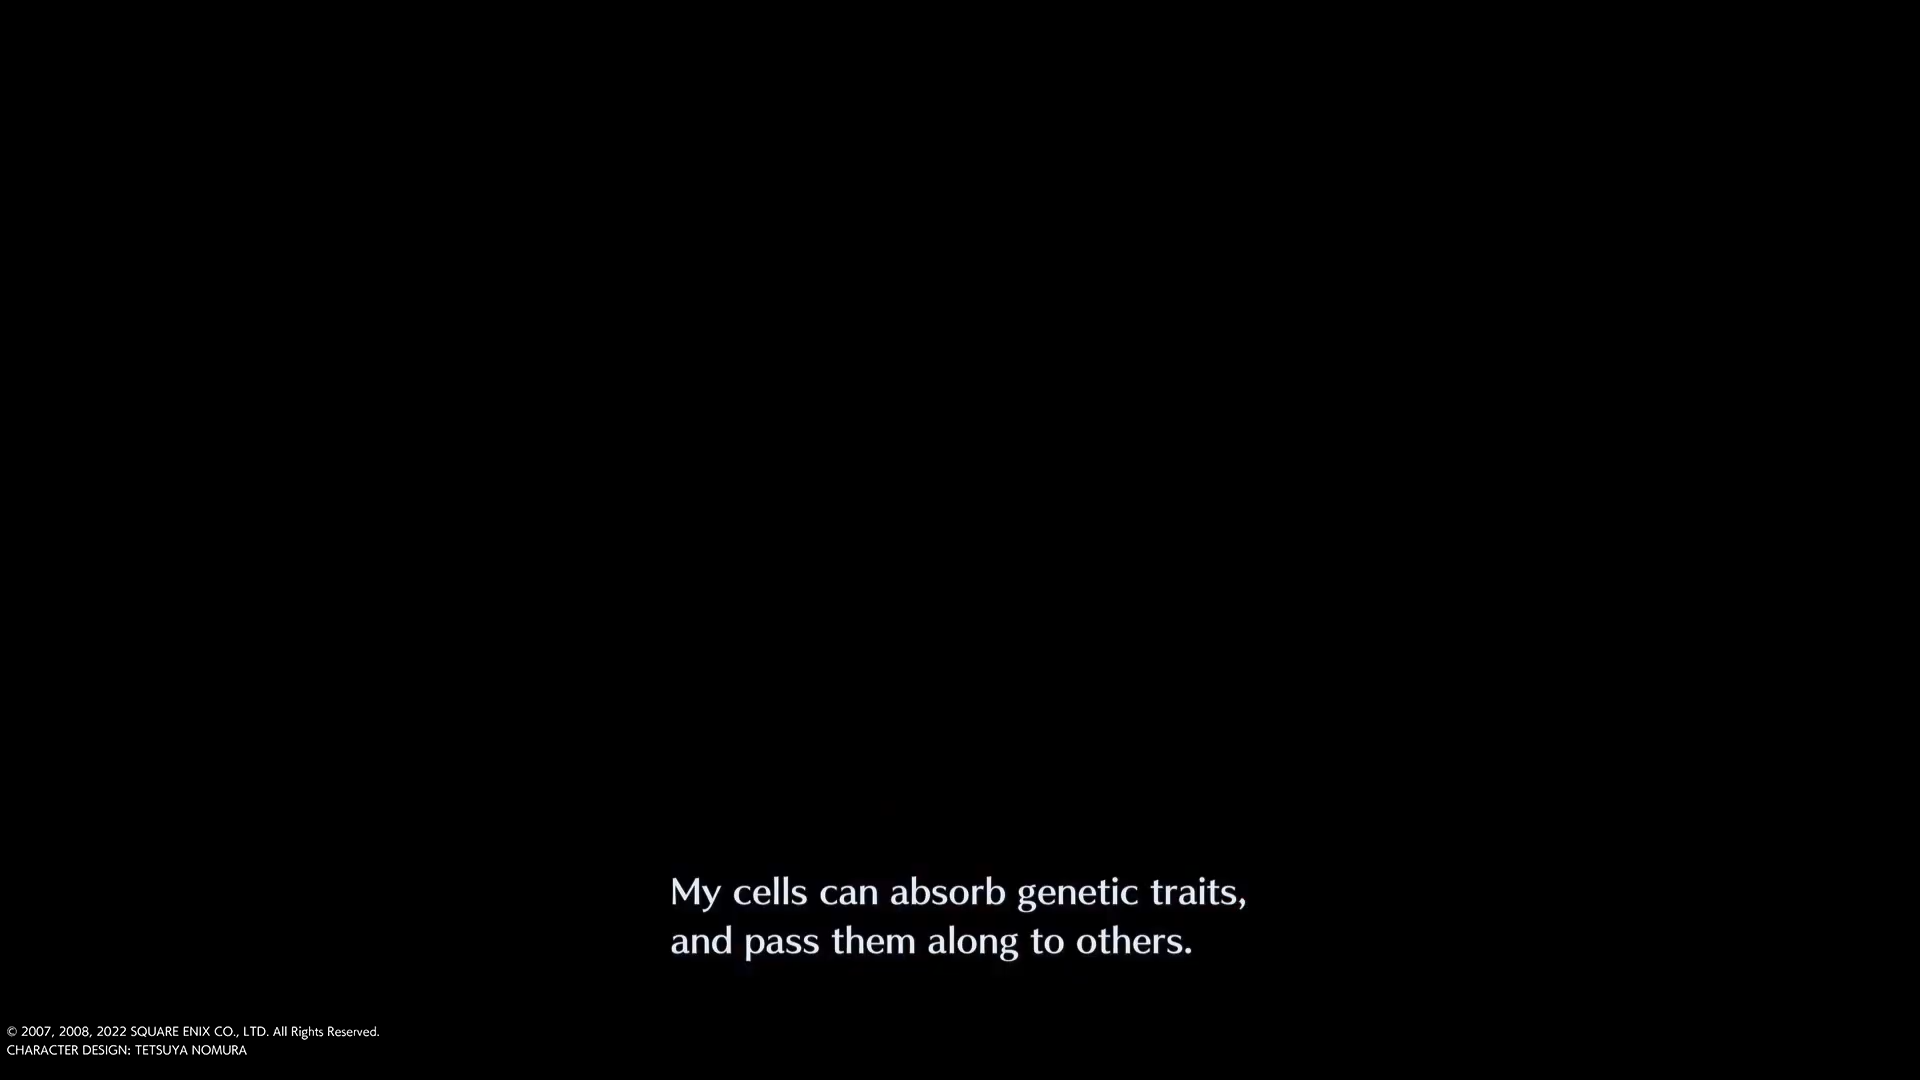 My cells can absorb genetic traits,
and pass them along to others.
© 2007, 2008, 2022 SQUARE ENIX CO., LTD. All Rights Reserved.
CHARACTER DESIGN: TETSUYA NOMURA